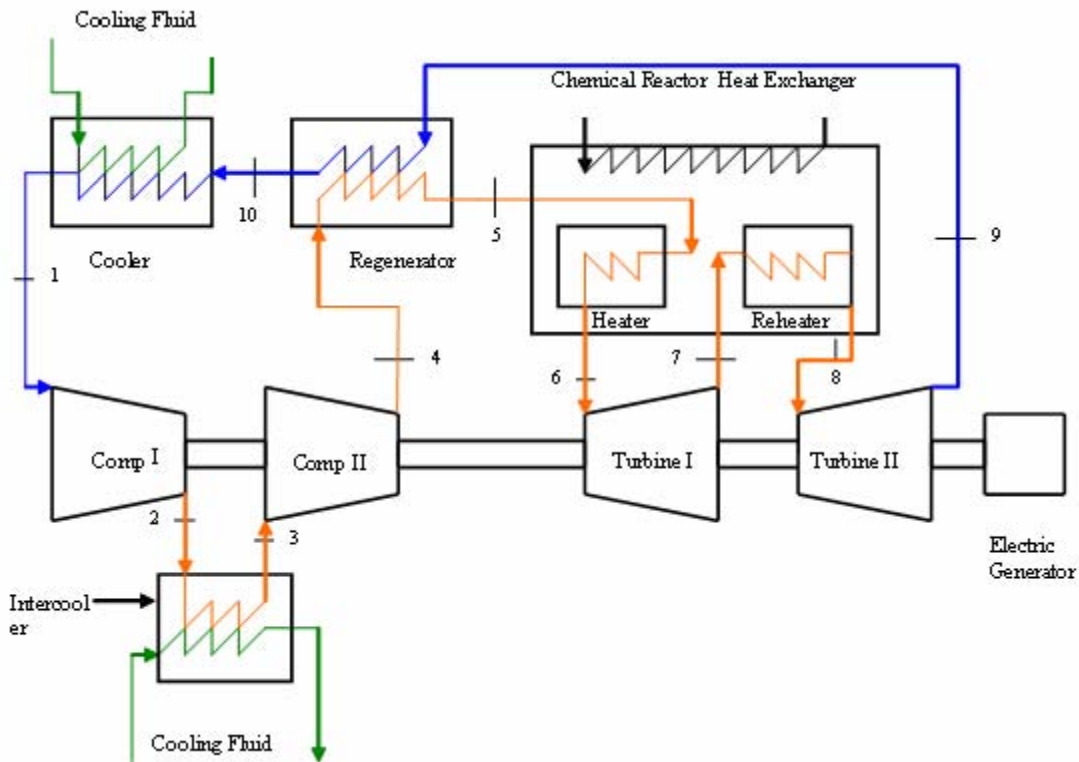 Cooling Fluid
Chemical Reactor Heat Exchanger
10
5
9
1
Cooler
Regenerator
Heater
Reheater
4
6
7
8
Comp I
Comp II
Turbine I
Turbine II
2
3
Electric
Generator
Intercool
er
Cooling Fluid